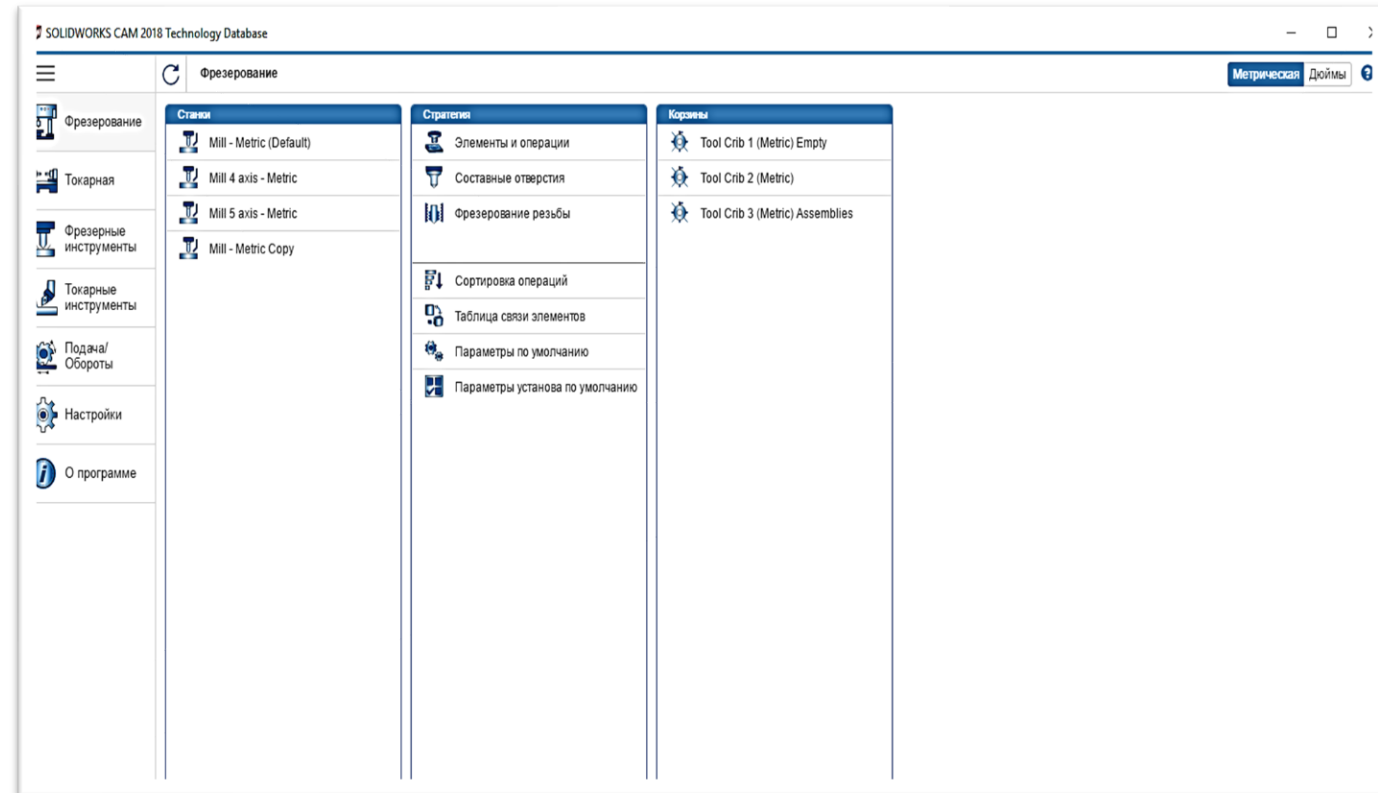 SOLIDWORKS CAM 2018 Technology Database
Фрезерование
Метрическая Дюймы
Фрезерование
Токарная
Фрезерные
инструменты
Токарные
инструменты
Подача/
Обороты
Настройки
О программе
Станки
Mill - Metric (Default)
Mill 4 axis - Metric
Mill 5 axis - Metric
Mill - Metric Copy
Стратегия
Элементы и операции
Составные отверстия
Фрезерование резьбы
Сортировка операций
Таблица связи элементов
Параметры по умолчанию
Параметры установа по умолчанию
Корзины
Tool Crib 1 (Metric) Empty
Tool Crib 2 (Metric)
Tool Crib 3 (Metric) Assemblies